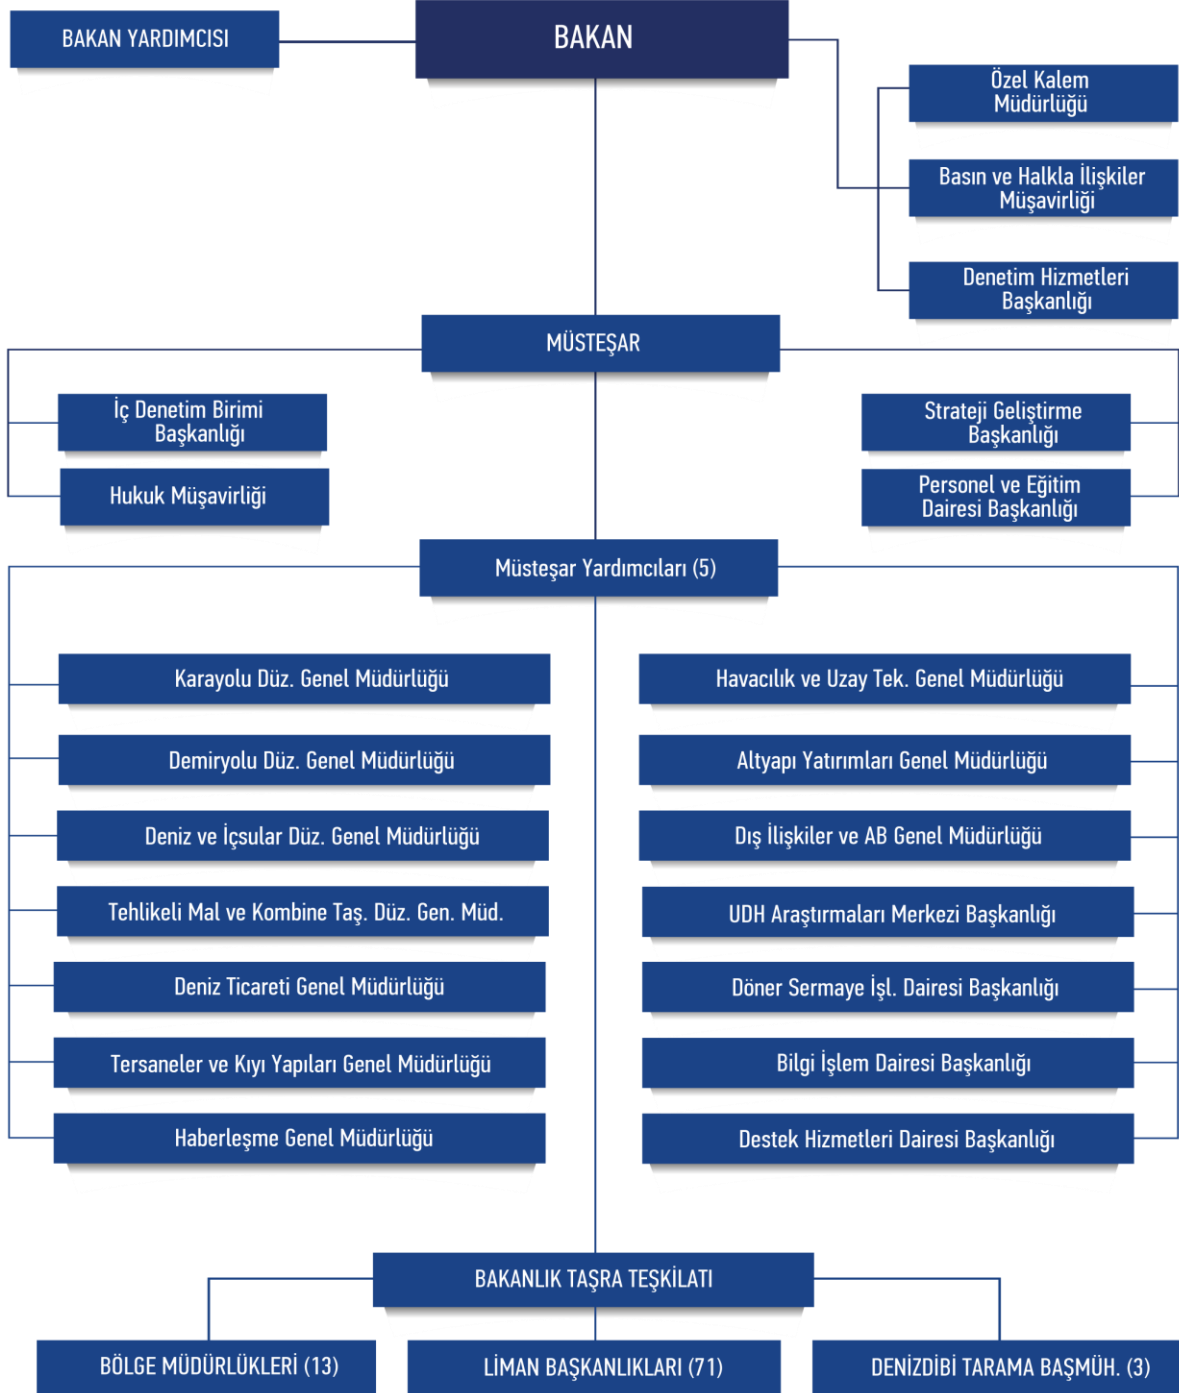 BAKAN YARDIMCISI
BAKAN
Özel Kalem
Müdürlüğü
Basın ve Halkla İlişkiler
Müşavirliği
Denetim Hizmetleri
Başkanlığı
MÜSTEŞAR
İç Denetim Birimi
Başkanlığı
Hukuk Müşavirliği
Strateji Geliştirme
Başkanlığı
Personel ve Eğitim
Dairesi Başkanlığı
Müsteşar Yardımcıları (5)
Karayolu Düz. Genel Müdürlüğü
Demiryolu Düz. Genel Müdürlüğü
Deniz ve İçsular Düz. Genel Müdürlüğü
Tehlikeli Mal ve Kombine Taş. Düz. Gen. Müd.
Deniz Ticareti Genel Müdürlüğü
Tersaneler ve Kıyı Yapıları Genel Müdürlüğü
Haberleşme Genel Müdürlüğü
Havacılık ve Uzay Tek. Genel Müdürlüğü
Altyapı Yatırımları Genel Müdürlüğü
Dış İlişkiler ve AB Genel Müdürlüğü
UDH Araştırmaları Merkezi Başkanlığı
Döner Sermaye İşl. Dairesi Başkanlığı
Bilgi İşlem Dairesi Başkanlığı
Destek Hizmetleri Dairesi Başkanlığı
BAKANLIK TAŞRA TEŞKİLATI
BÖLGE MÜDÜRLÜKLERİ (13)
LİMAN BAŞKANLIKLARI (71)
DENİZDİBİ TARAMA BAŞMÜH. (3)